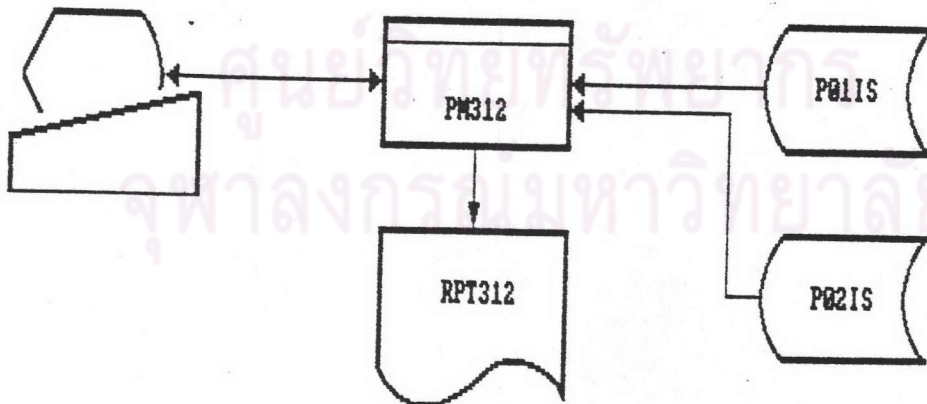 PM312
P01IS
RPT312
P02IS
ศูนย์วิทยทรัพยากร
จุฬาลงกรณ์มหาวิทยาลัย